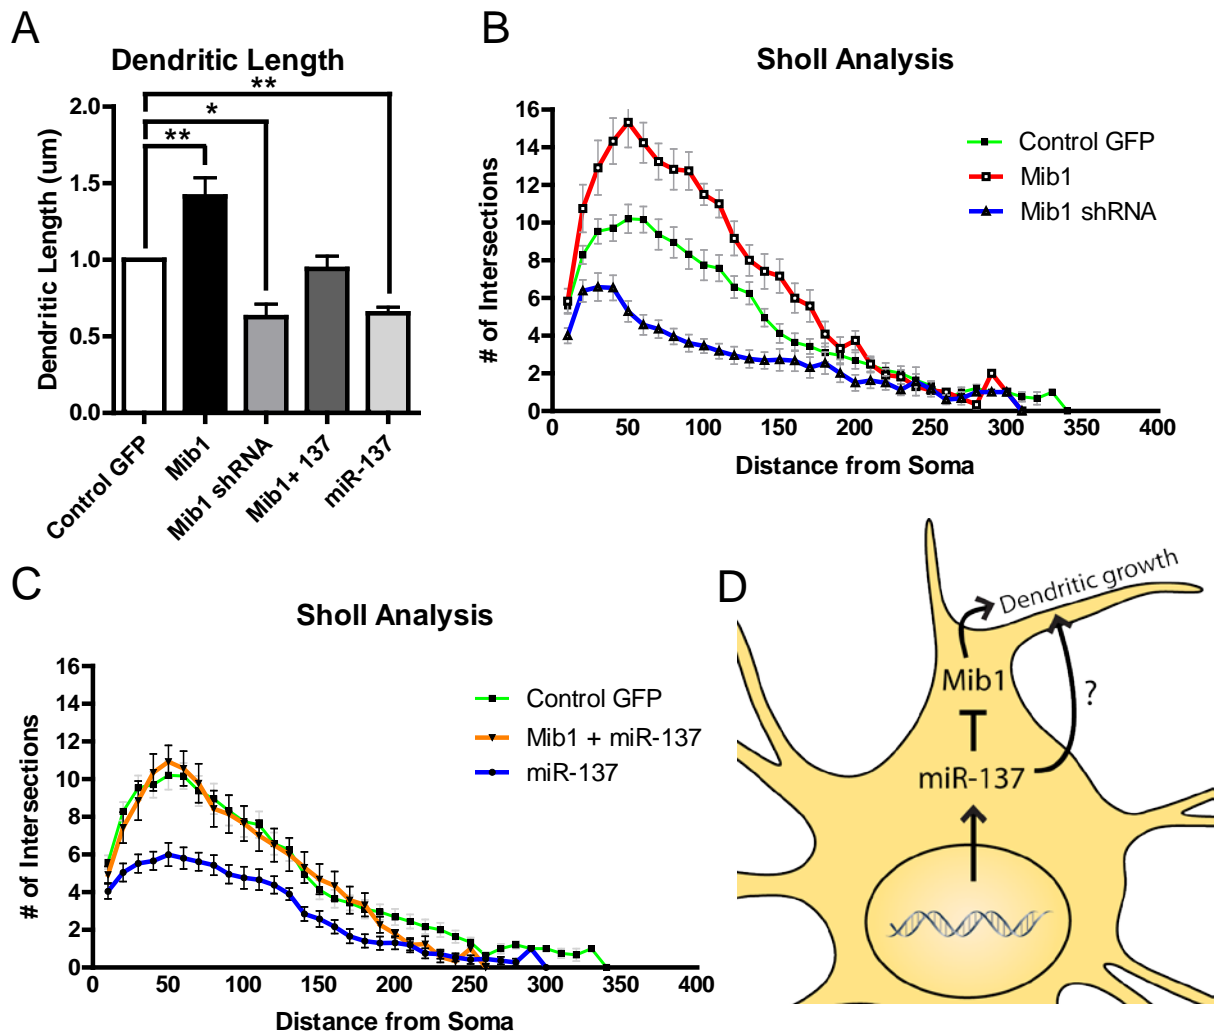 A
Dendritic Length
**
*
**
Dendritic Length (um)
2.0
1.5
1.0
0.5
0.0
Control GFP
Mib1
Mib1 shRNA
Mib1+ 137
miR-137
B
Sholl Analysis
# of Intersections
16
14
12
10
8
6
4
2
0
0 50 100 150 200 250 300 350 400
Distance from Soma
Control GFP
Mib1
Mib1 shRNA
C
Sholl Analysis
# of Intersections
16
14
12
10
8
6
4
2
0
0 50 100 150 200 250 300 350 400
Distance from Soma
Control GFP
Mib1 + miR-137
miR-137
D
Dendritic growth
Mib1
?
miR-137